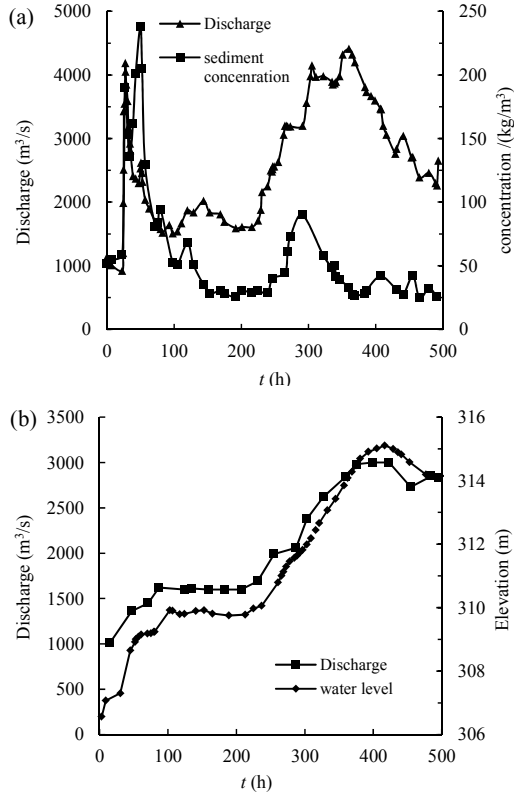 (a)
5000
4000
3000
2000
1000
0
Discharge (m³/s)
Discharge
sediment
concenration
250
200
150
100
50
0
concentration /(kg/m³)
0
100
200
300
400
500
t (h)
(b)
3500
3000
2500
2000
1500
1000
500
0
Discharge (m³/s)
Discharge
water level
316
314
312
310
308
306
Elevation (m)
0
100
200
300
400
500
t (h)